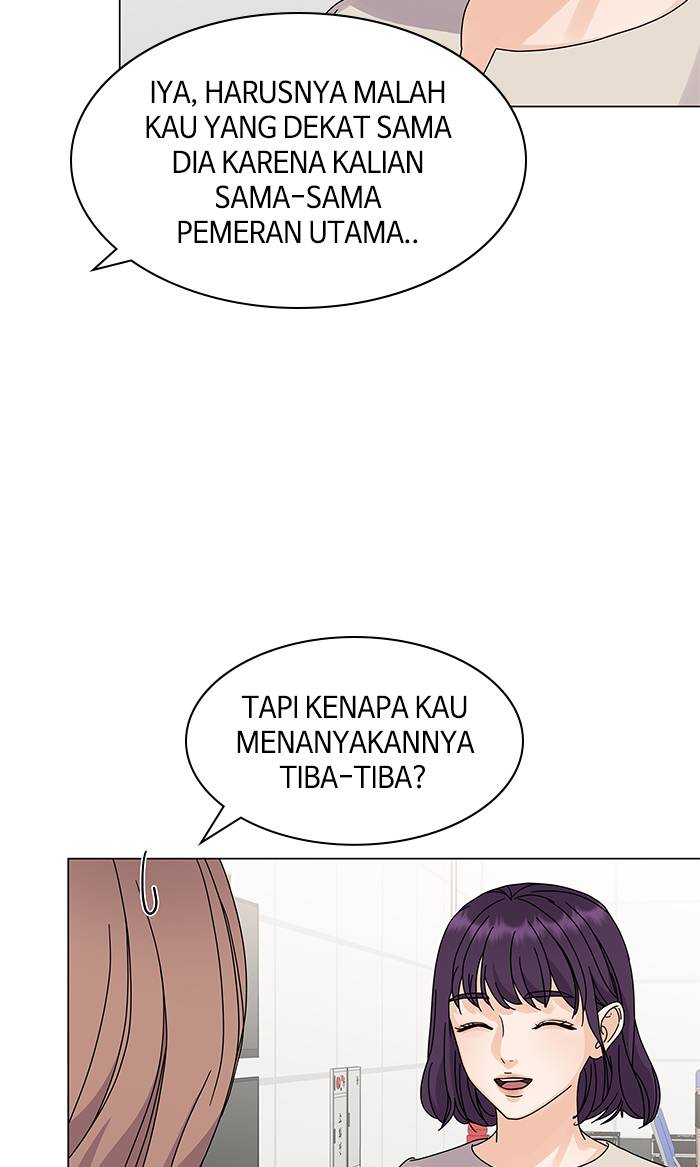 IYA, HARUSNYA MALAH
KAU YANG DEKAT SAMA
DIA KARENA KALIAN
SAMA-SAMA
PEMERAN UTAMA..
TAPI KENAPA KAU
MENANYAKANNYA
TIBA-TIBA?